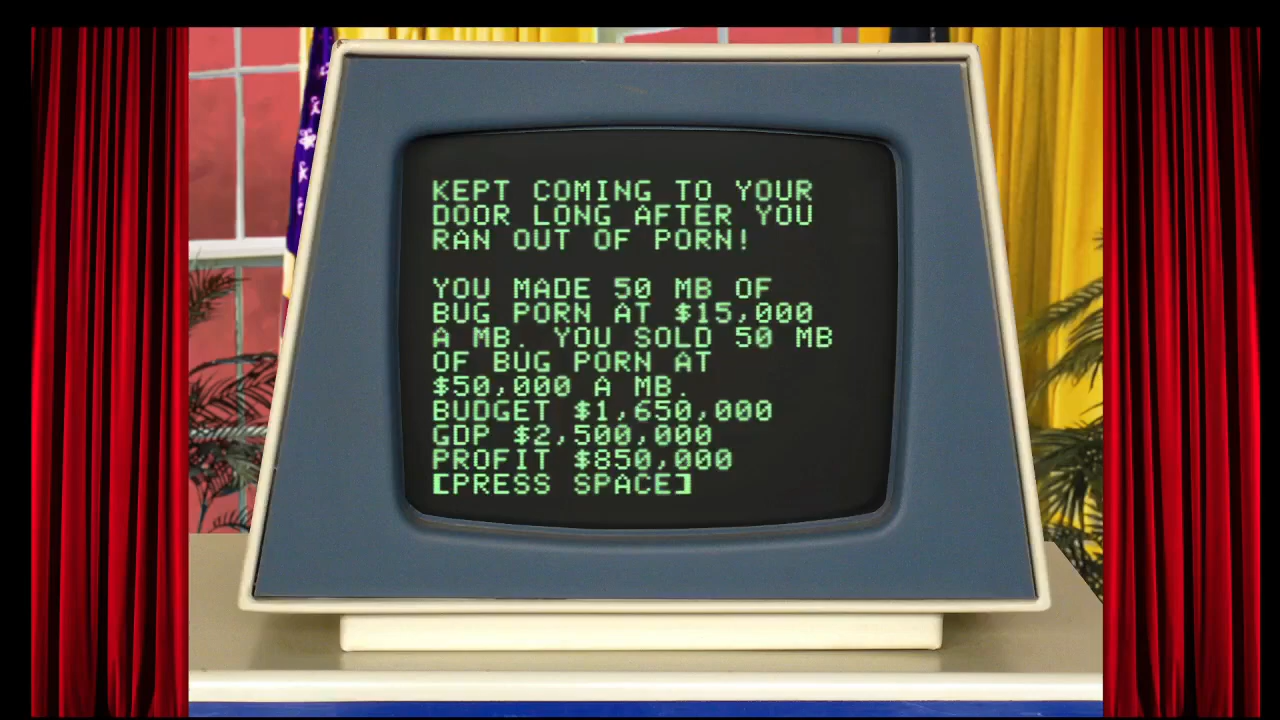 KEPT COMING TO YOUR
DOOR LONG AFTER YOU
RAN OUT OF PORN!
YOU MADE 50 MB OF
BUG PORN AT $15,000
A MB. YOU SOLD 50 MB
OF BUG PORN AT
$50,000 A MB.
BUDGET $1,650,000
GDP $2,500,000
PROFIT $850,000
[PRESS SPACE]